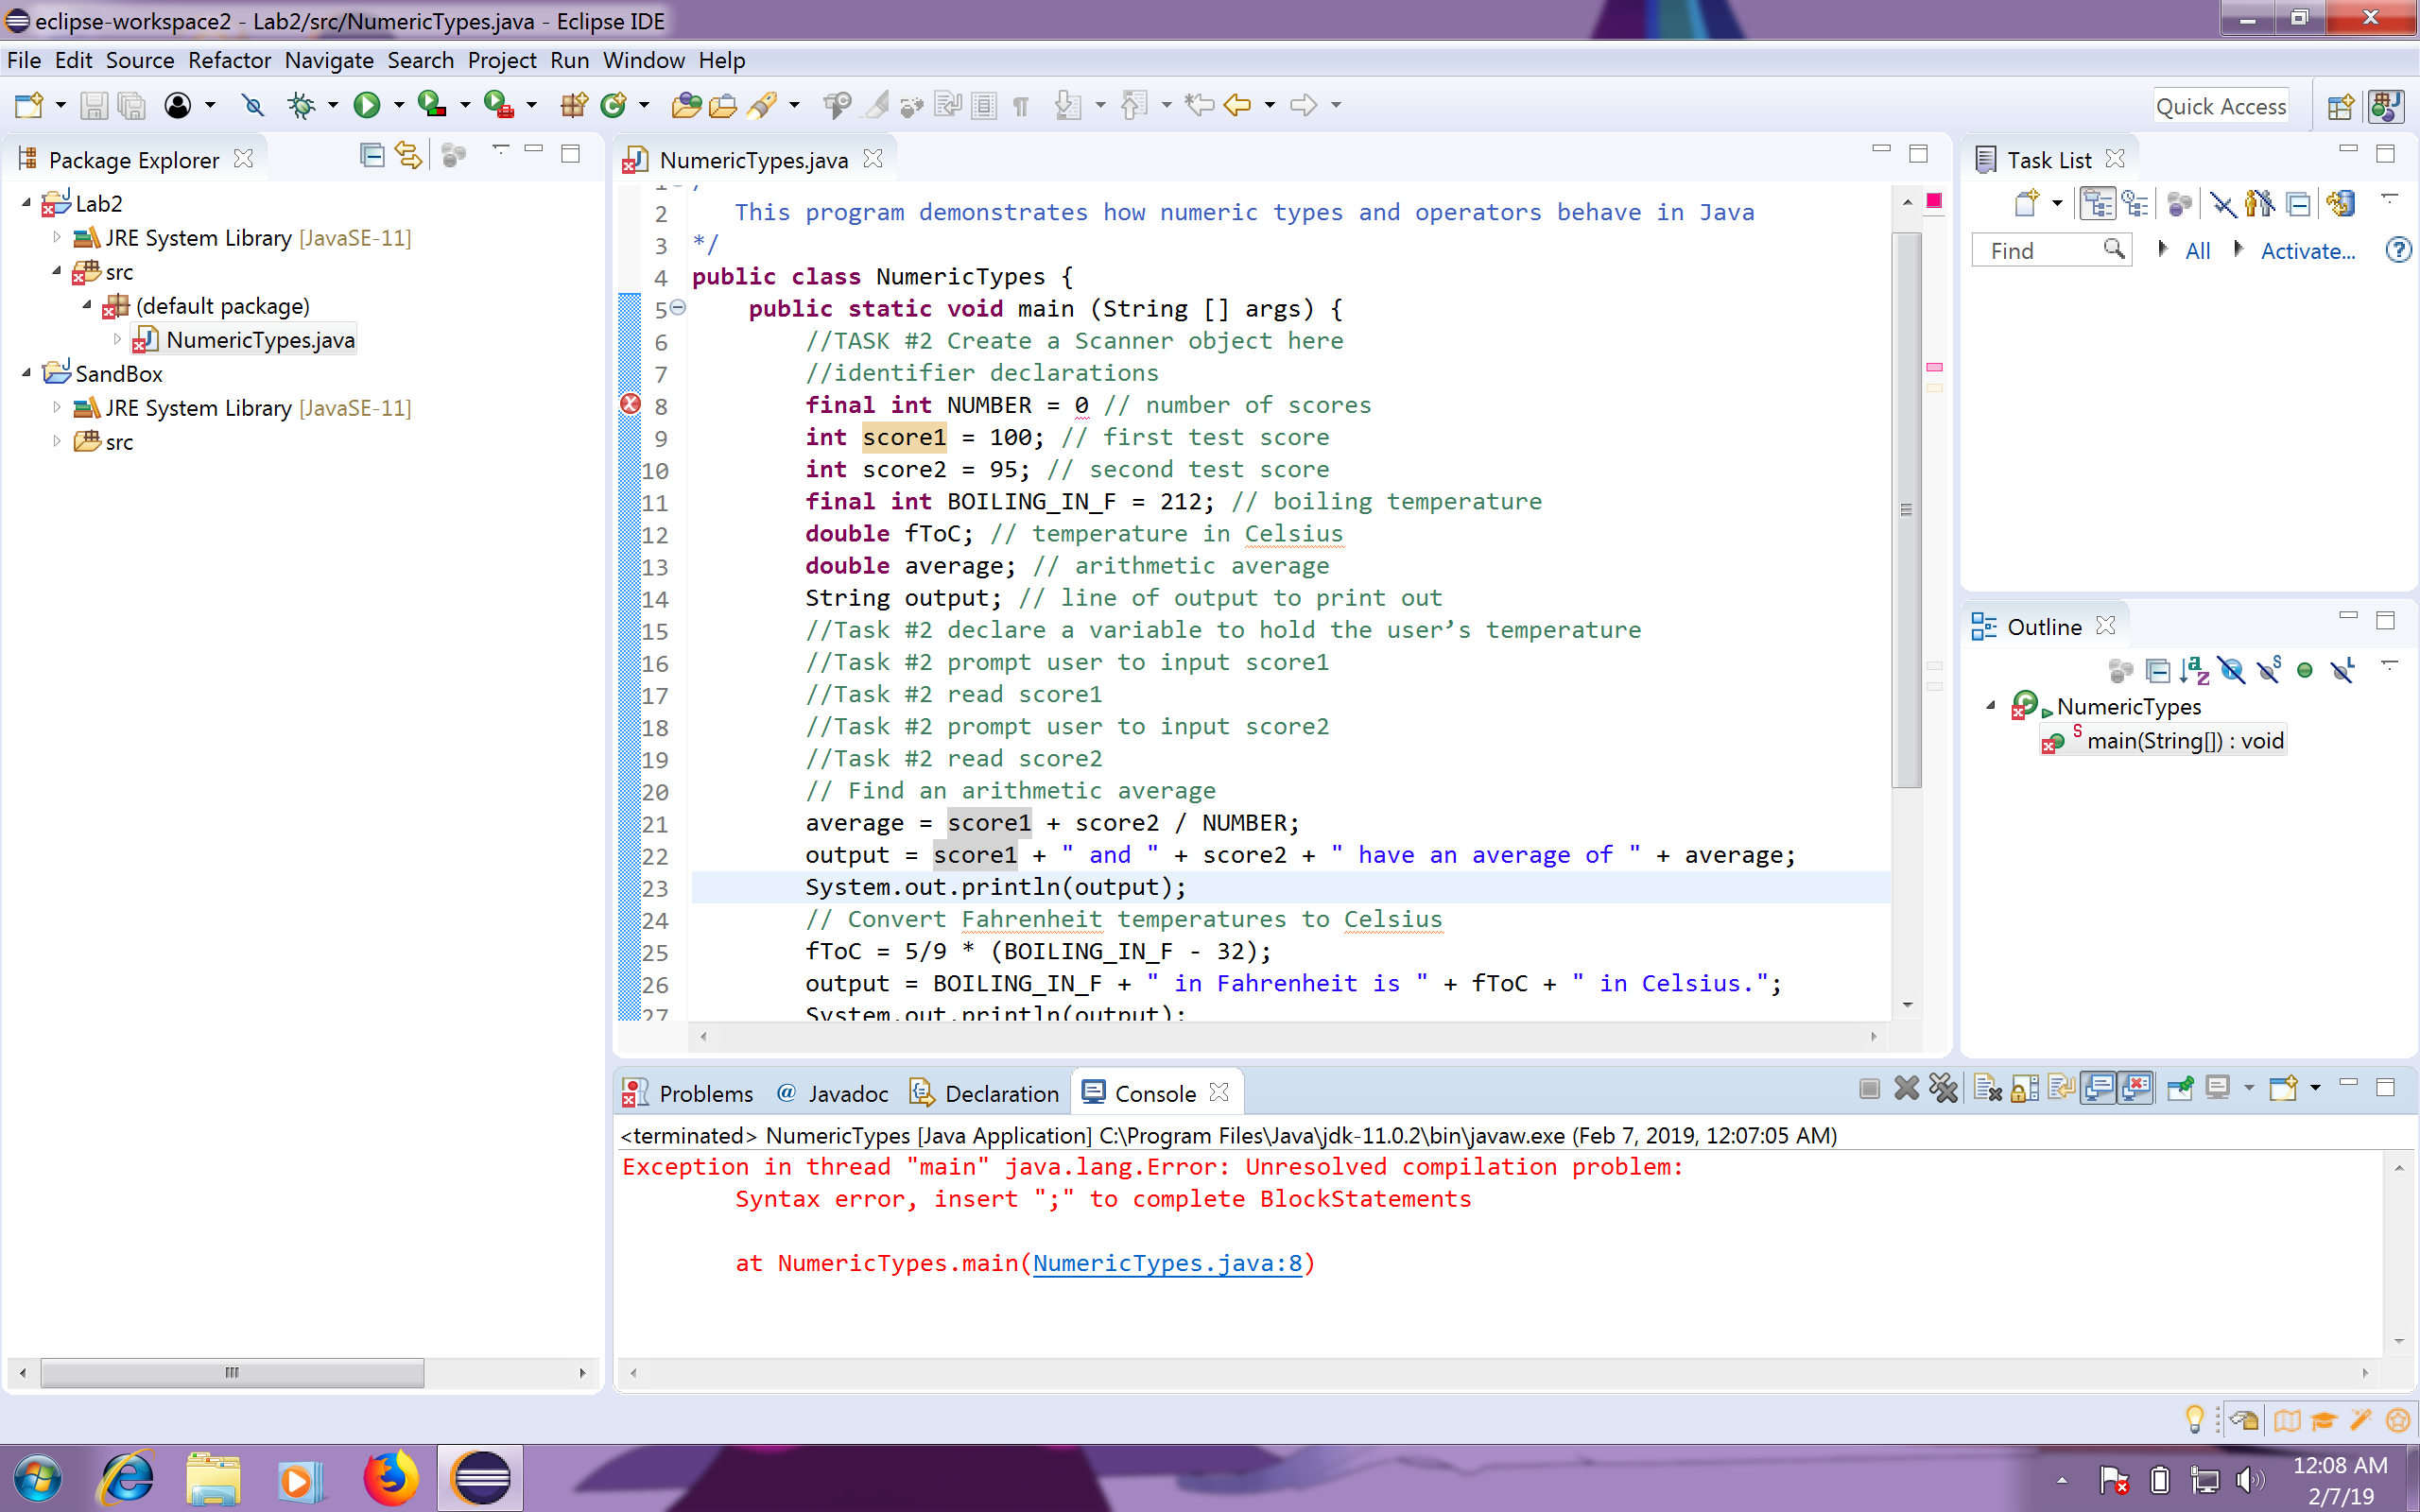 eclipse-workspace2 - Lab2/src/NumericTypes.java - Eclipse IDE
File Edit Source Refactor Navigate Search Project Run Window Help
Quick Access
Package Explorer
Lab2
JRE System Library [JavaSE-11]
src
(default package)
NumericTypes.java
SandBox
JRE System Library [JavaSE-11]
src
NumericTypes.java
2 This program demonstrates how numeric types and operators behave in Java
3 */
4 public class NumericTypes {
5 public static void main (String [] args) {
6 //TASK #2 Create a Scanner object here
7 //identifier declarations
8 final int NUMBER = 0 // number of scores
9 int score1 = 100; // first test score
10 int score2 = 95; // second test score
11 final int BOILING_IN_F = 212; // boiling temperature
12 double fToC; // temperature in Celsius
13 double average; // arithmetic average
14 String output; // line of output to print out
15 //Task #2 declare a variable to hold the user’s temperature
16 //Task #2 prompt user to input score1
17 //Task #2 read score1
18 //Task #2 prompt user to input score2
19 //Task #2 read score2
20 // Find an arithmetic average
21 average = score1 + score2 / NUMBER;
22 output = score1 + " and " + score2 + " have an average of " + average;
23 System.out.println(output);
24 // Convert Fahrenheit temperatures to Celsius
25 fToC = 5/9 * (BOILING_IN_F - 32);
26 output = BOILING_IN_F + " in Fahrenheit is " + fToC + " in Celsius.";
27 System.out.println(output);
Task List
Find All Activate...
Outline
NumericTypes
main(String[]) : void
Problems @ Javadoc Declaration Console
<terminated> NumericTypes [Java Application] C:\Program Files\Java\jdk-11.0.2\bin\javaw.exe (Feb 7, 2019, 12:07:05 AM)
Exception in thread "main" java.lang.Error: Unresolved compilation problem:
Syntax error, insert ";" to complete BlockStatements
at NumericTypes.main(NumericTypes.java:8)
12:08 AM
2/7/19